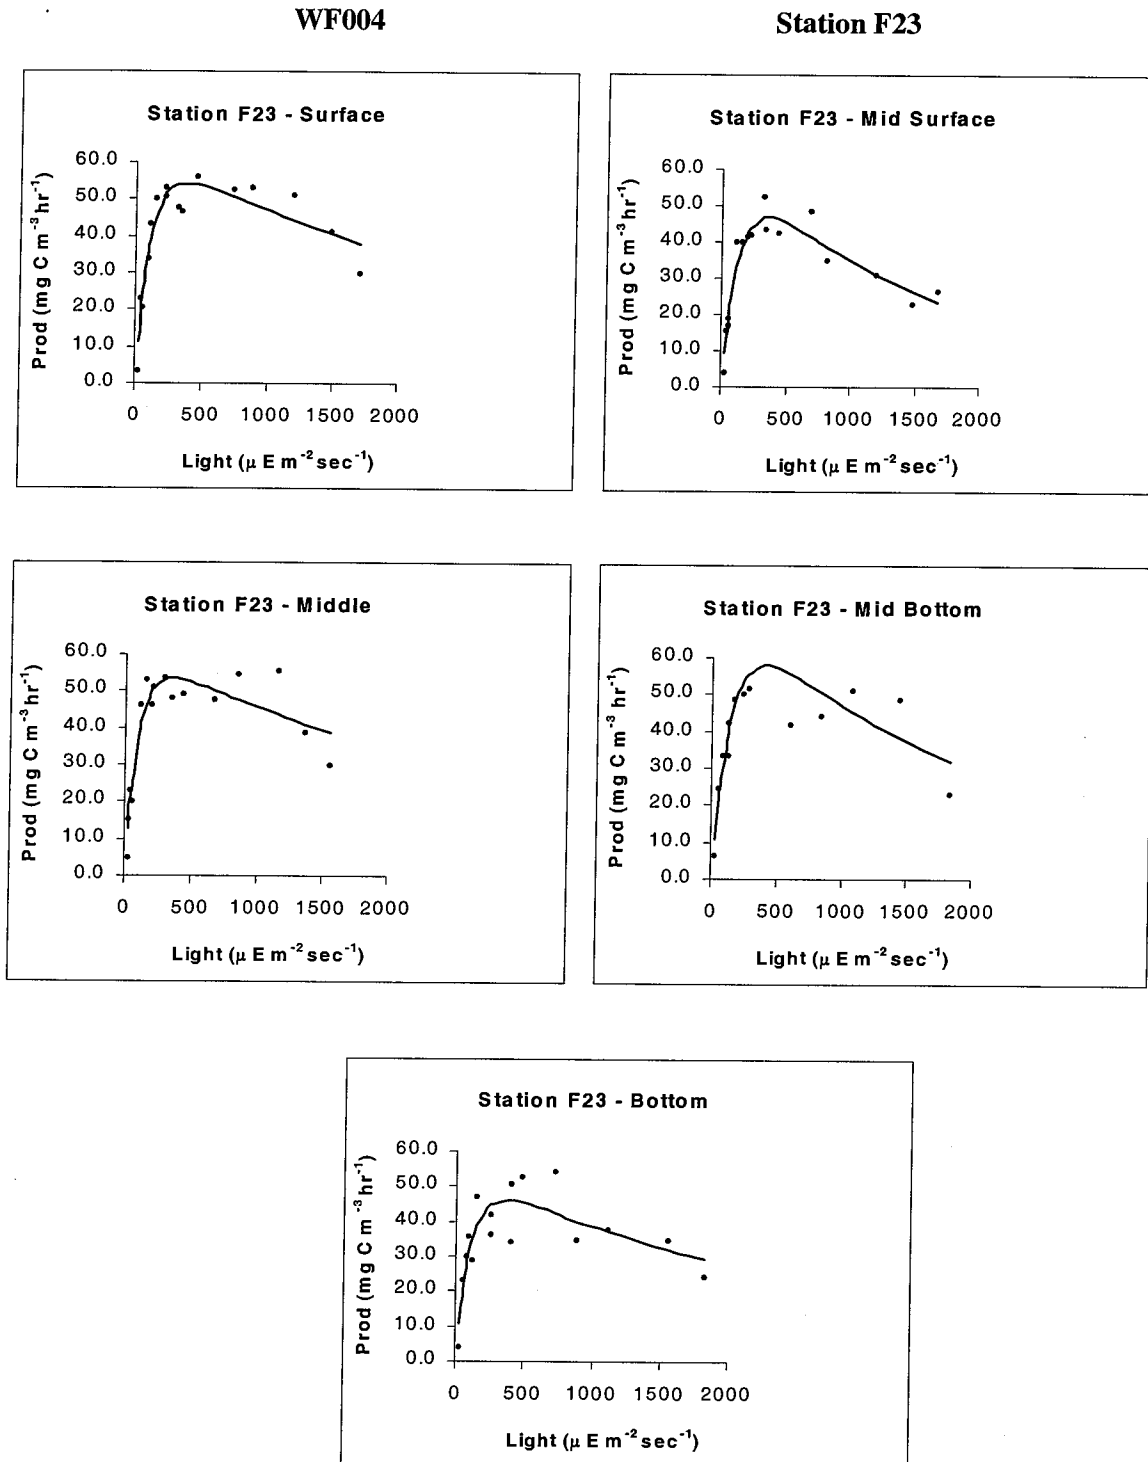 WF004
Station F23
Station F23 - Surface
Prod (mg C m⁻³ hr⁻¹)
60.0
50.0
40.0
30.0
20.0
10.0
0.0
0 500 1000 1500 2000
Light (μ E m⁻² sec⁻¹)
Station F23 - Mid Surface
Prod (mg C m⁻³ hr⁻¹)
60.0
50.0
40.0
30.0
20.0
10.0
0.0
0 500 1000 1500 2000
Light (μ E m⁻² sec⁻¹)
Station F23 - Middle
Prod (mg C m⁻³ hr⁻¹)
60.0
50.0
40.0
30.0
20.0
10.0
0.0
0 500 1000 1500 2000
Light (μ E m⁻² sec⁻¹)
Station F23 - Mid Bottom
Prod (mg C m⁻³ hr⁻¹)
60.0
50.0
40.0
30.0
20.0
10.0
0.0
0 500 1000 1500 2000
Light (μ E m⁻² sec⁻¹)
Station F23 - Bottom
Prod (mg C m⁻³ hr⁻¹)
60.0
50.0
40.0
30.0
20.0
10.0
0.0
0 500 1000 1500 2000
Light (μ E m⁻² sec⁻¹)